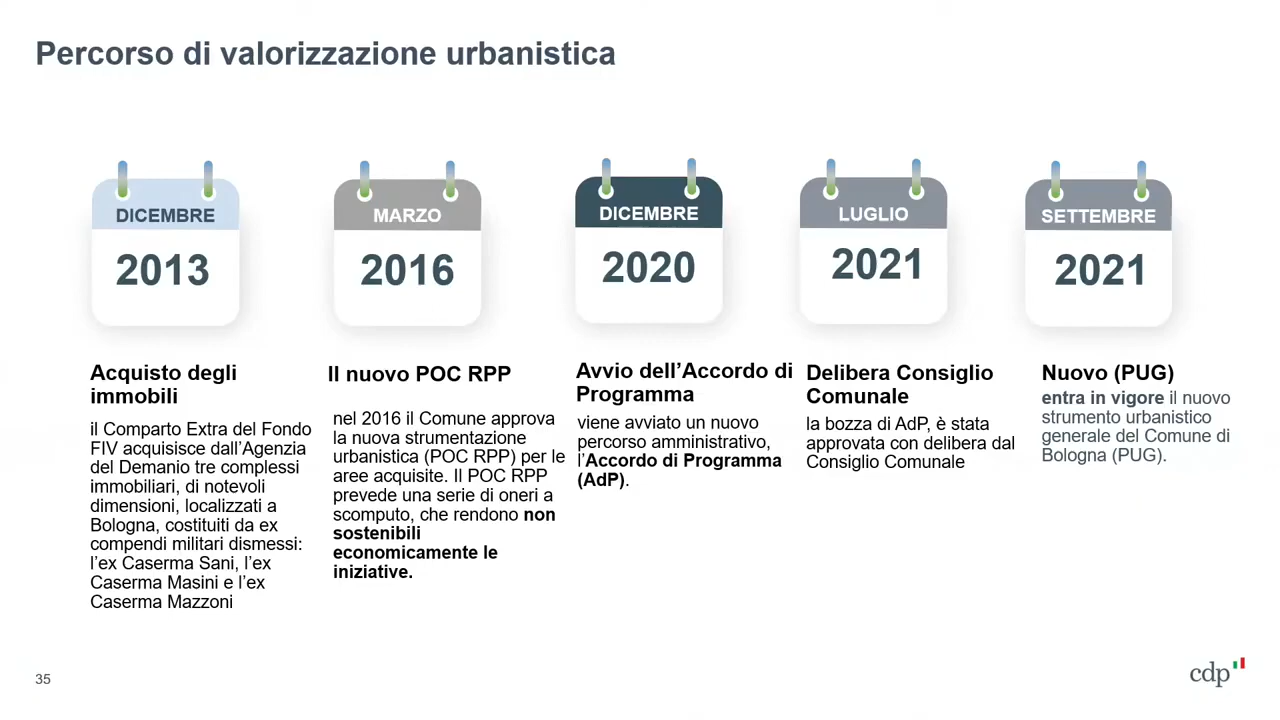 Percorso di valorizzazione urbanistica
DICEMBRE
2013
Acquisto degli
immobili
il Comparto Extra del Fondo
FIV acquisisce dall’Agenzia
del Demanio tre complessi
immobiliari, di notevoli
dimensioni, localizzati a
Bologna, costituiti da ex
compendi militari dismessi:
l’ex Caserma Sani, l’ex
Caserma Masini e l’ex
Caserma Mazzoni
MARZO
2016
Il nuovo POC RPP
nel 2016 il Comune approva
la nuova strumentazione
urbanistica (POC RPP) per le
aree acquisite. Il POC RPP
prevede una serie di oneri a
scomputo, che rendono non
sostenibili
economicamente le
iniziative.
DICEMBRE
2020
Avvio dell’Accordo di
Programma
viene avviato un nuovo
percorso amministrativo,
l’Accordo di Programma
(AdP).
LUGLIO
2021
Delibera Consiglio
Comunale
la bozza di AdP, è stata
approvata con delibera dal
Consiglio Comunale
SETTEMBRE
2021
Nuovo (PUG)
entra in vigore il nuovo
strumento urbanistico
generale del Comune di
Bologna (PUG).
35
cdp